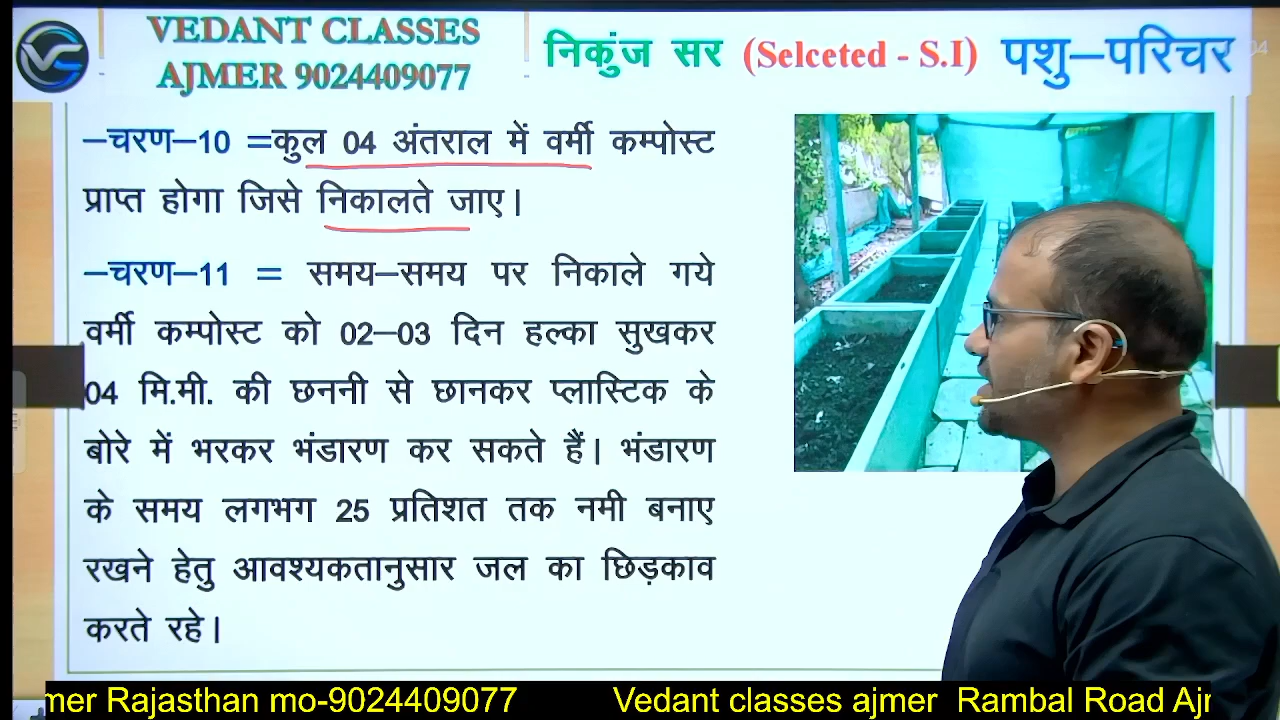 VEDANT CLASSES
AJMER 9024409077
निकुंज सर (Selceted - S.I) पशु–परिचर
–चरण–10 =कुल 04 अंतराल में वर्मी कम्पोस्ट
प्राप्त होगा जिसे निकालते जाए।
–चरण–11 = समय–समय पर निकाले गये
वर्मी कम्पोस्ट को 02–03 दिन हल्का सुखकर
04 मि.मी. की छननी से छानकर प्लास्टिक के
बोरे में भरकर भंडारण कर सकते हैं। भंडारण
के समय लगभग 25 प्रतिशत तक नमी बनाए
रखने हेतु आवश्यकतानुसार जल का छिड़काव
करते रहे।
mer Rajasthan mo-9024409077 Vedant classes ajmer Rambal Road Ajr